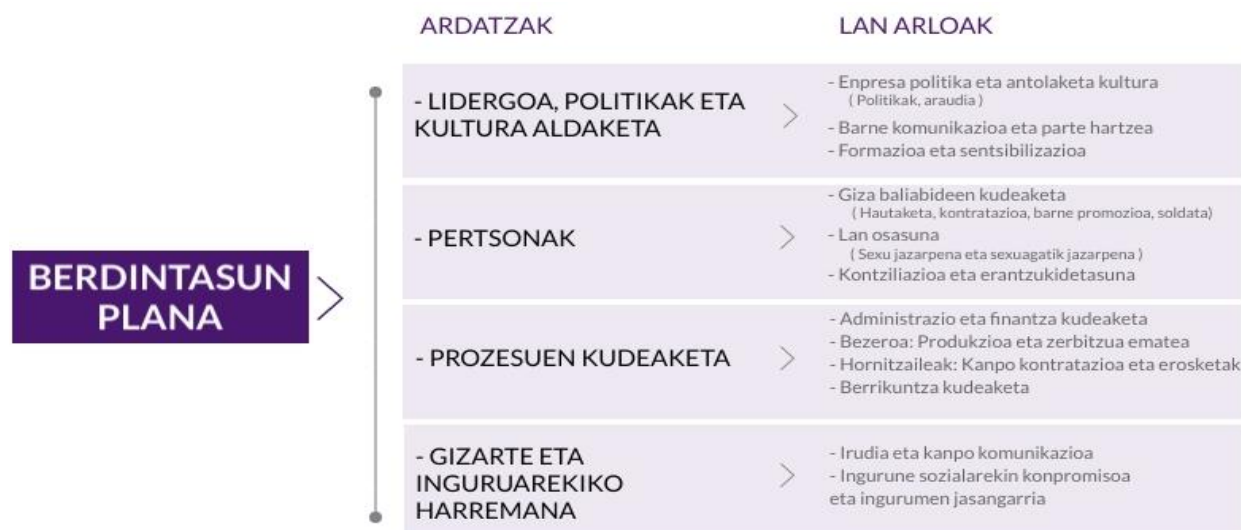 ARDATZAK
LAN ARLOAK
BERDINTASUN
PLANA
- LIDERGOA, POLITIKAK ETA
KULTURA ALDAKETA
- Enpresa politika eta antolaketa kultura
( Politikak, araudia )
- Barne komunikazioa eta parte hartzea
- Formazioa eta sentsibilizazioa
- PERTSONAK
- Giza baliabideen kudeaketa
( Hautaketa, kontratazioa, barne promozioa, soldata)
- Lan osasuna
( Sexu jazarpena eta sexuagatik jazarpena )
- Kontziliazioa eta erantzukidetasuna
- PROZESUEN KUDEAKETA
- Administrazio eta finantza kudeaketa
- Bezeroa: Produkzioa eta zerbitzua ematea
- Hornitzaileak: Kanpo kontratazioa eta erosketak
- Berrikuntza kudeaketa
- GIZARTE ETA
INGURUAREKIKO
HARREMANA
- Irudia eta kanpo komunikazioa
- Ingurune sozialarekin konpromisoa
eta ingurumen jasangarria